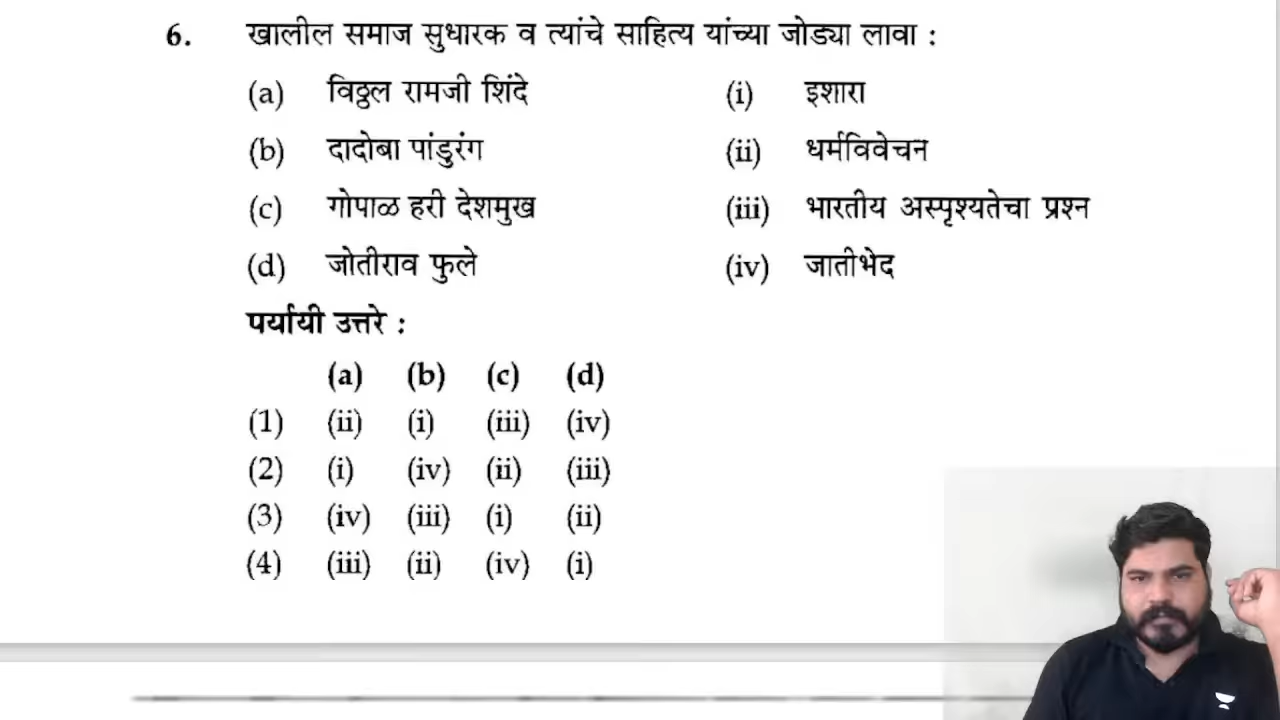 6. खालील समाज सुधारक व त्यांचे साहित्य यांच्या जोड्या लावा :
(a) विठ्ठल रामजी शिंदे (i) इशारा
(b) दादोबा पांडुरंग (ii) धर्मविवेचन
(c) गोपाळ हरी देशमुख (iii) भारतीय अस्पृश्यतेचा प्रश्न
(d) जोतीराव फुले (iv) जातीभेद
पर्यायी उत्तरे :
(a) (b) (c) (d)
(1) (ii) (i) (iii) (iv)
(2) (i) (iv) (ii) (iii)
(3) (iv) (iii) (i) (ii)
(4) (iii) (ii) (iv) (i)